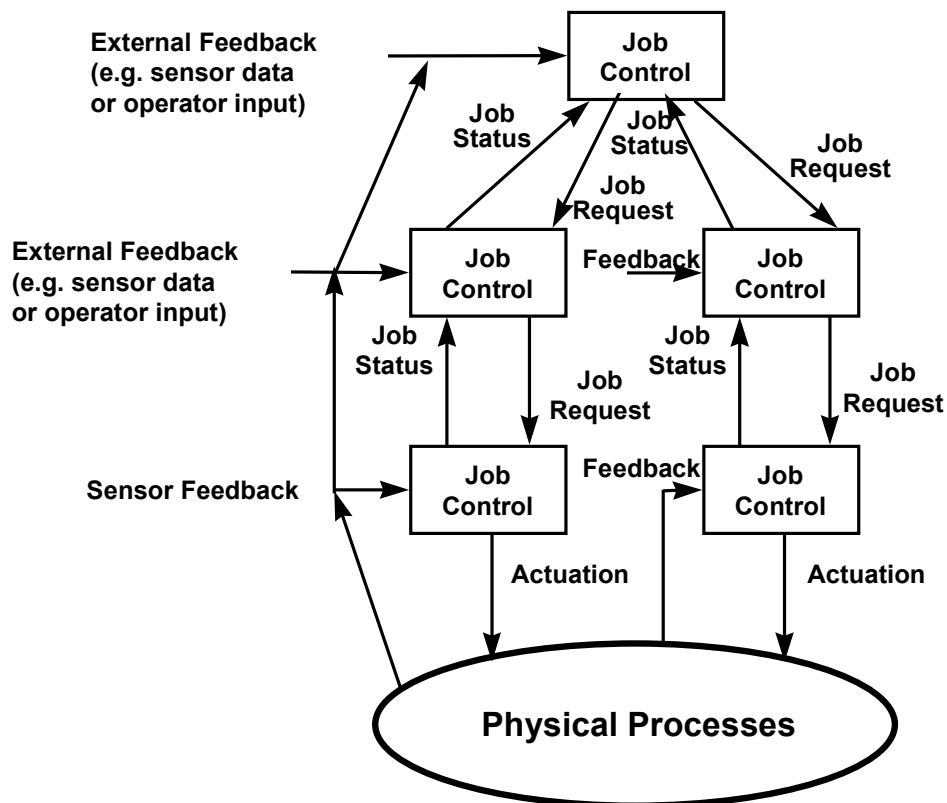 External Feedback
(e.g. sensor data
or operator input)
Job
Control
Job
Status
Job
Status
Job
Request
Job
Request
External Feedback
(e.g. sensor data
or operator input)
Job
Control
Feedback
Job
Control
Job
Status
Job
Request
Job
Status
Job
Request
Sensor Feedback
Job
Control
Feedback
Job
Control
Actuation
Actuation
Physical Processes